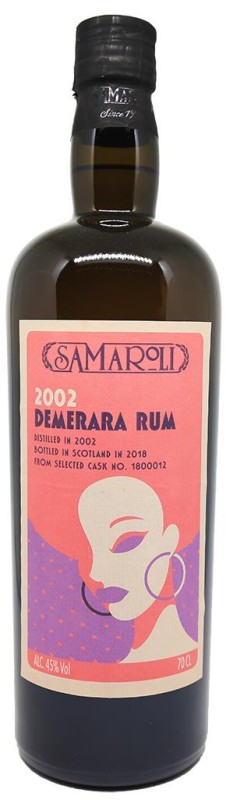 Since 19
SAMAROLI
2002
DEMERARA RUM
DISTILLED IN 2002
BOTTLED IN SCOTLAND IN 2018
FROM SELECTED CASK NO. 1800012
ALC. 45% Vol
70 CL